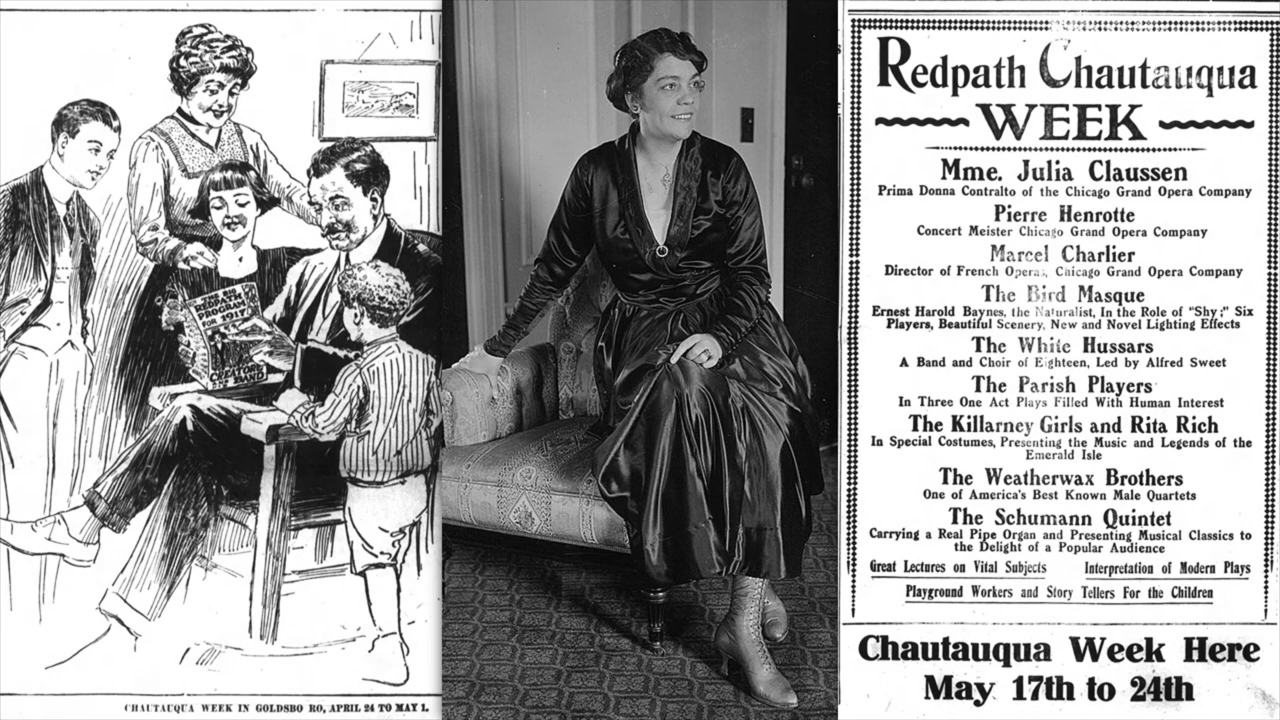 PROGRAM
FOR 1917
CREATORE
AND
HIS BAND
CHAUTAUQUA WEEK IN GOLDSBO RO, APRIL 24 TO MAY 1.
Redpath Chautauqua
WEEK
Mme. Julia Claussen
Prima Donna Contralto of the Chicago Grand Opera Company
Pierre Henrotte
Concert Meister Chicago Grand Opera Company
Marcel Charlier
Director of French Operas, Chicago Grand Opera Company
The Bird Masque
Ernest Harold Baynes, the Naturalist, In the Role of "Shy;" Six
Players, Beautiful Scenery, New and Novel Lighting Effects
The White Hussars
A Band and Choir of Eighteen, Led by Alfred Sweet
The Parish Players
In Three One Act Plays Filled With Human Interest
The Killarney Girls and Rita Rich
In Special Costumes, Presenting the Music and Legends of the
Emerald Isle
The Weatherwax Brothers
One of America's Best Known Male Quartets
The Schumann Quintet
Carrying a Real Pipe Organ and Presenting Musical Classics to
the Delight of a Popular Audience
Great Lectures on Vital Subjects Interpretation of Modern Plays
Playground Workers and Story Tellers For the Children
Chautauqua Week Here
May 17th to 24th